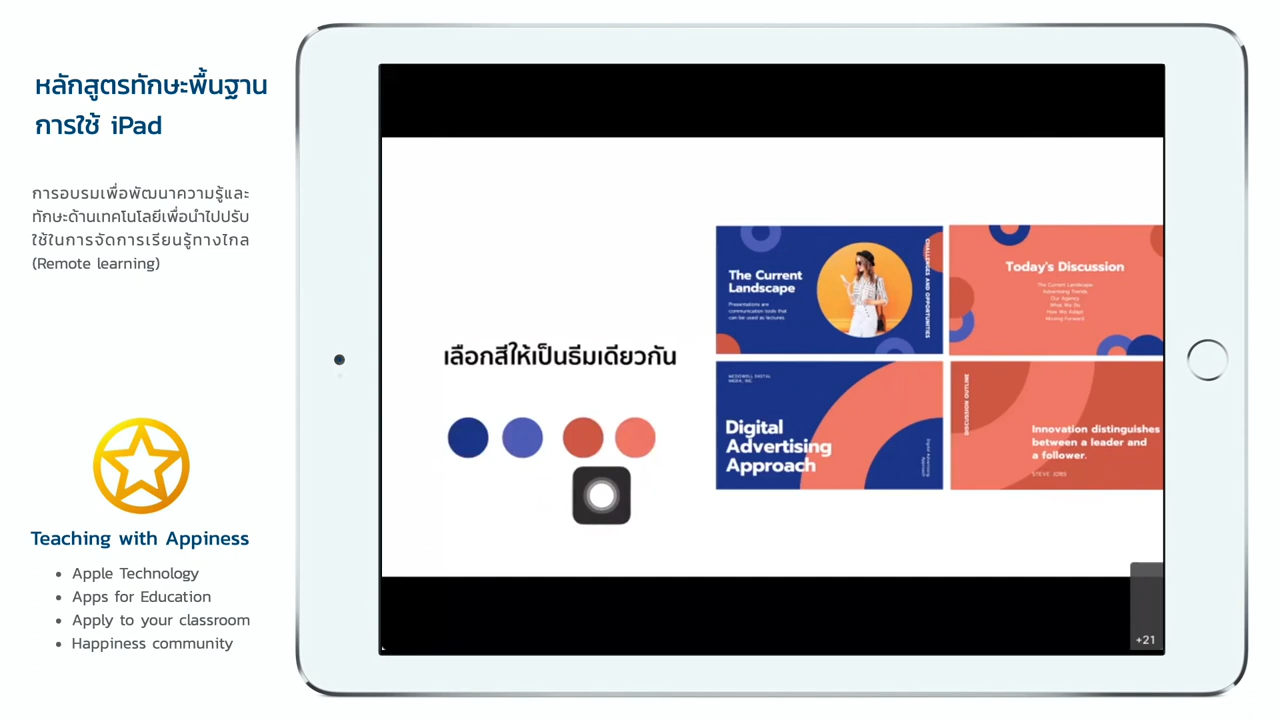 หลักสูตรทักษะพื้นฐาน
การใช้ iPad
การอบรมเพื่อพัฒนาความรู้และ
ทักษะด้านเทคโนโลยีเพื่อนำไปปรับ
ใช้ในการจัดการเรียนรู้ทางไกล
(Remote learning)
Teaching with Appiness
• Apple Technology
• Apps for Education
• Apply to your classroom
• Happiness community
เลือกสีให้เป็นธีมเดียวกัน
The Current
Landscape
Presentations are
communication tools that
can be used as lectures.
CHALLENGES AND OPPORTUNITIES
Today's Discussion
The Current Landscape
Advertising Trends
Our Agency
What We Do
How We Adapt
Moving Forward
MCDOWELL DIGITAL
MEDIA, INC.
Digital
Advertising
Approach
Digital Advertising
Approach
DISCUSSION OUTLINE
Innovation distinguishes
between a leader and
a follower.
STEVE JOBS
+21